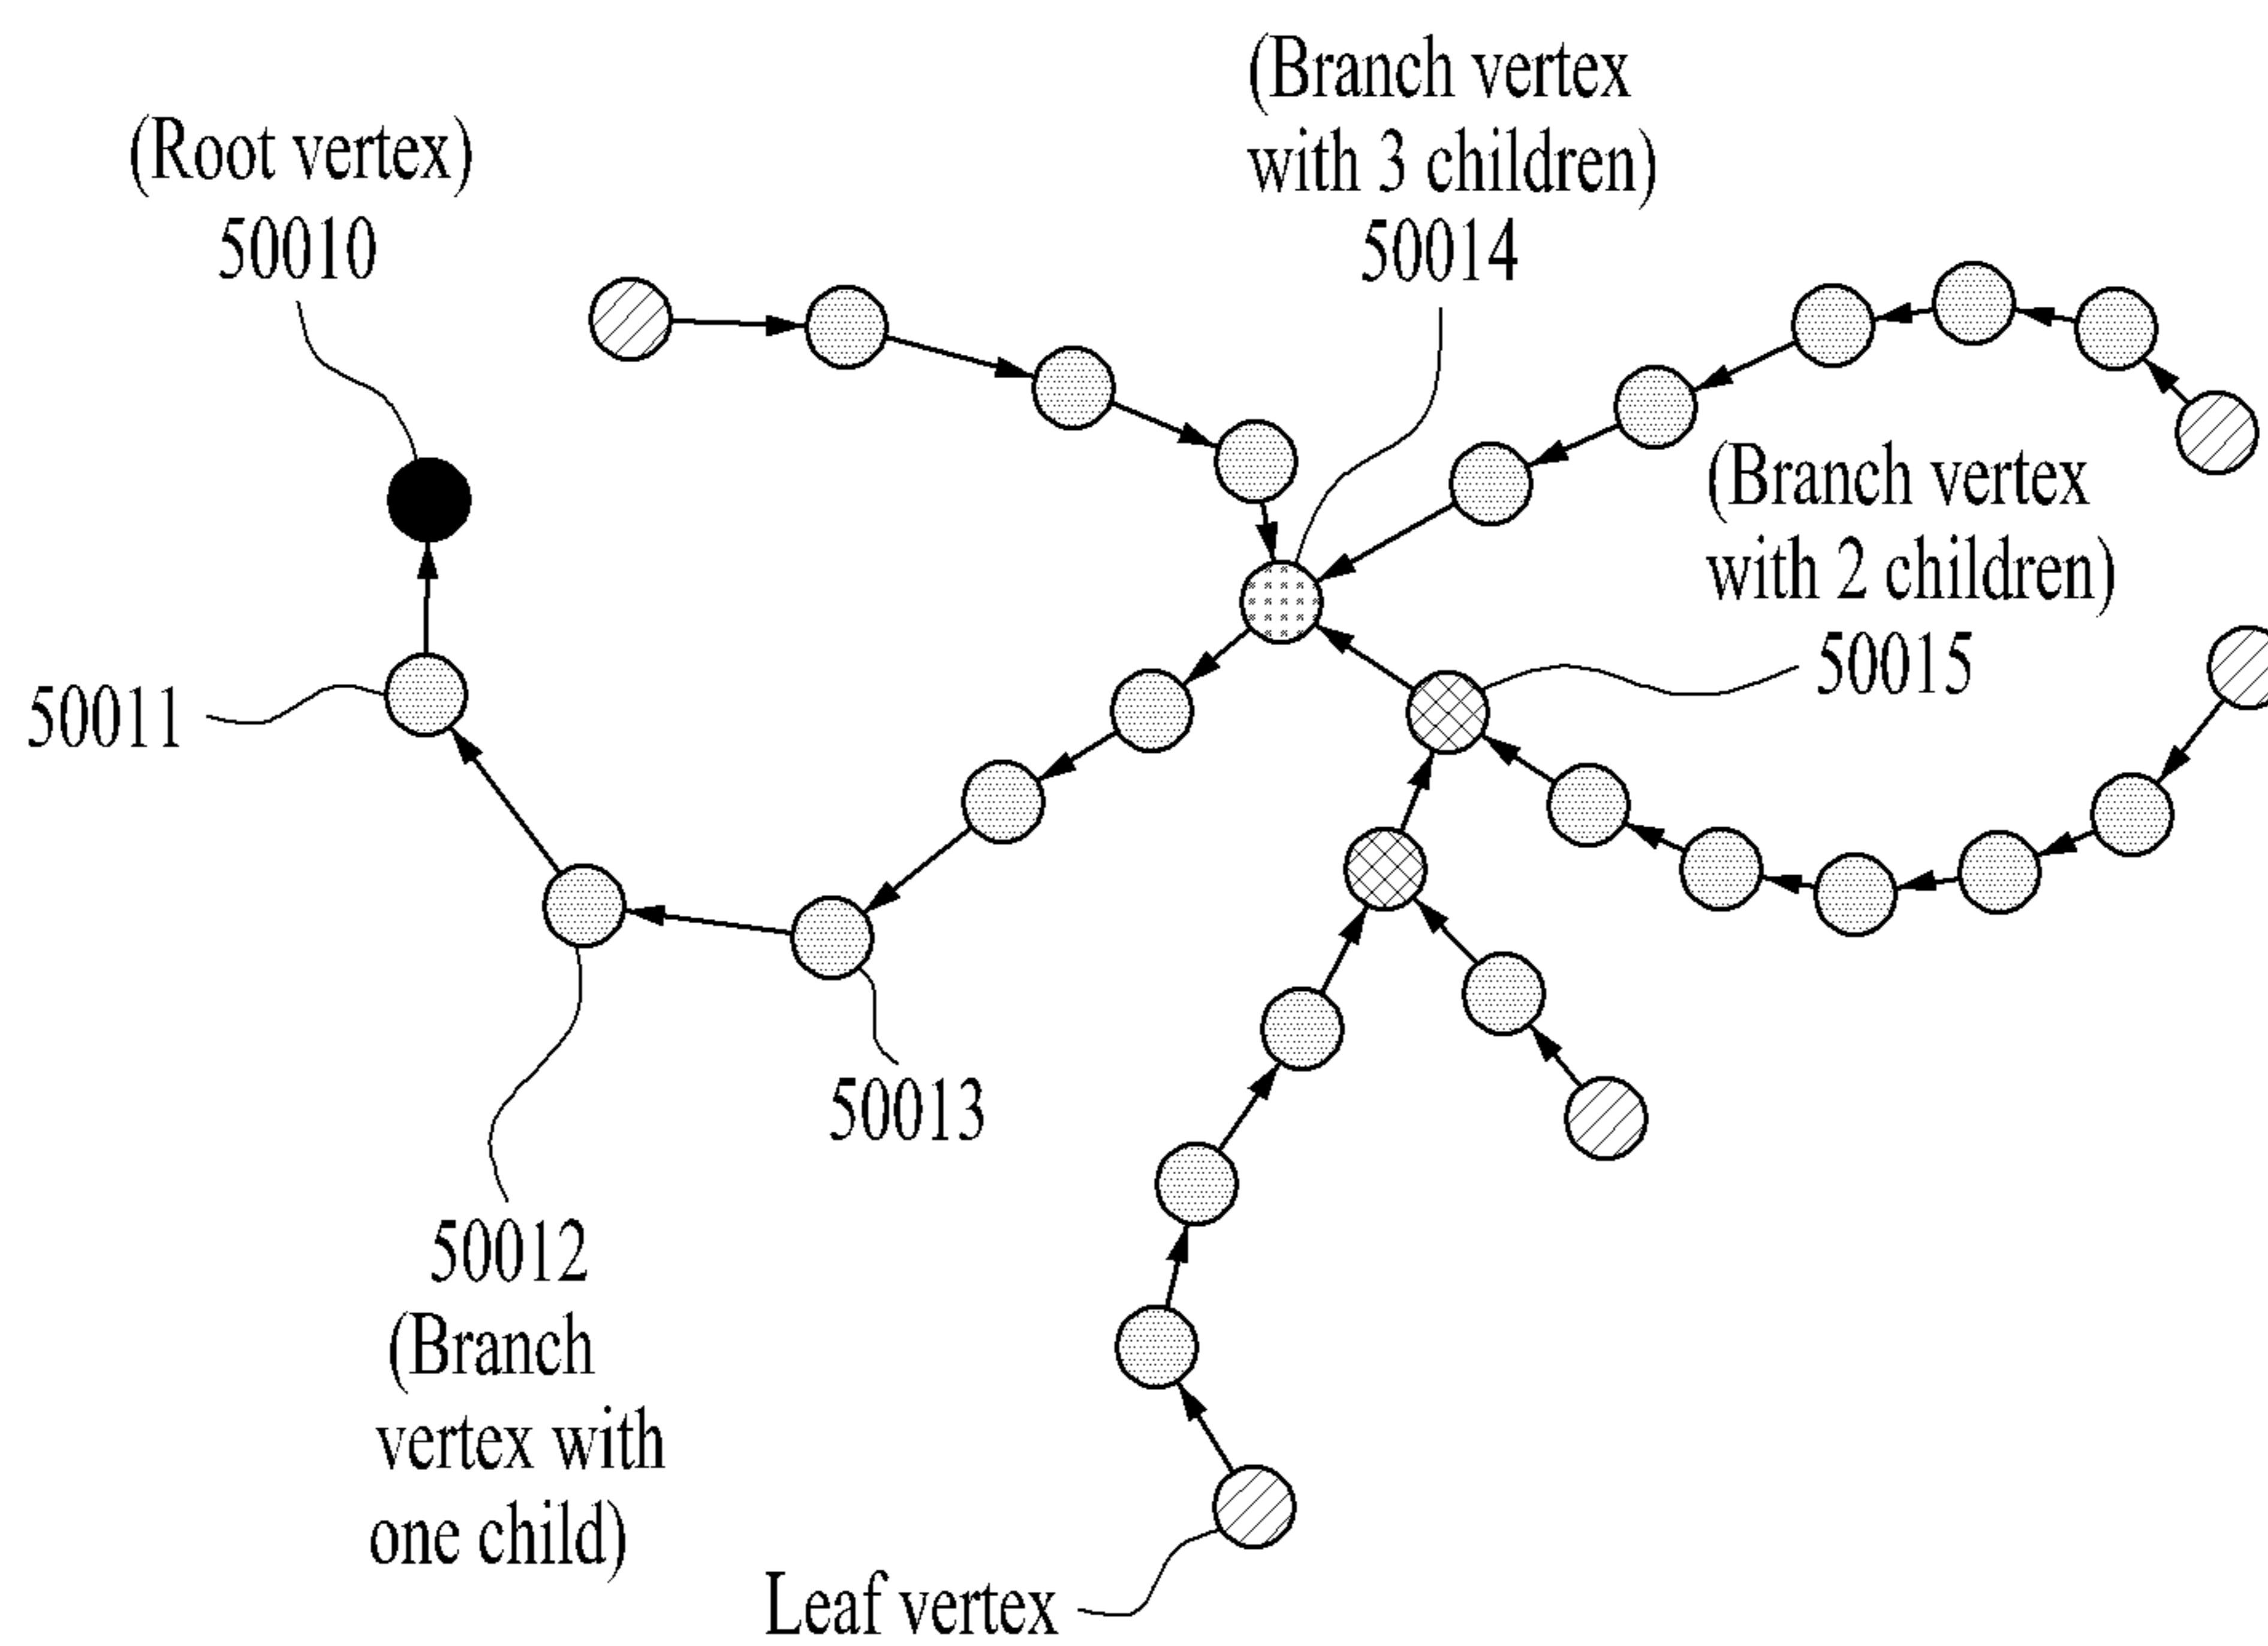 (Root vertex)
50010
(Branch vertex
with 3 children)
50014
(Branch vertex
with 2 children)
50015
50011
50013
50012
(Branch
vertex with
one child)
Leaf vertex